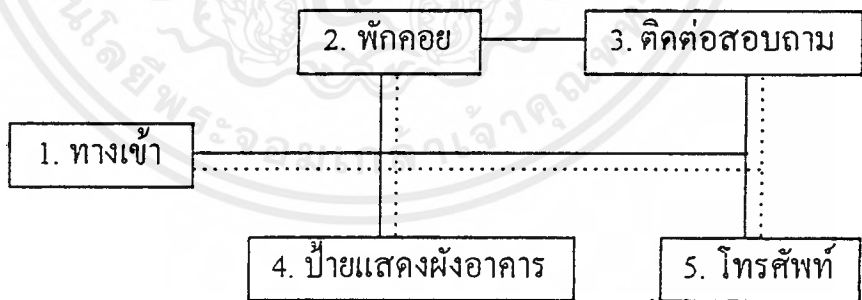 2. พักคอย
3. ติดต่อสอบถาม
1. ทางเข้า
4. ป้ายแสดงผังอาคาร
5. โทรศัพท์